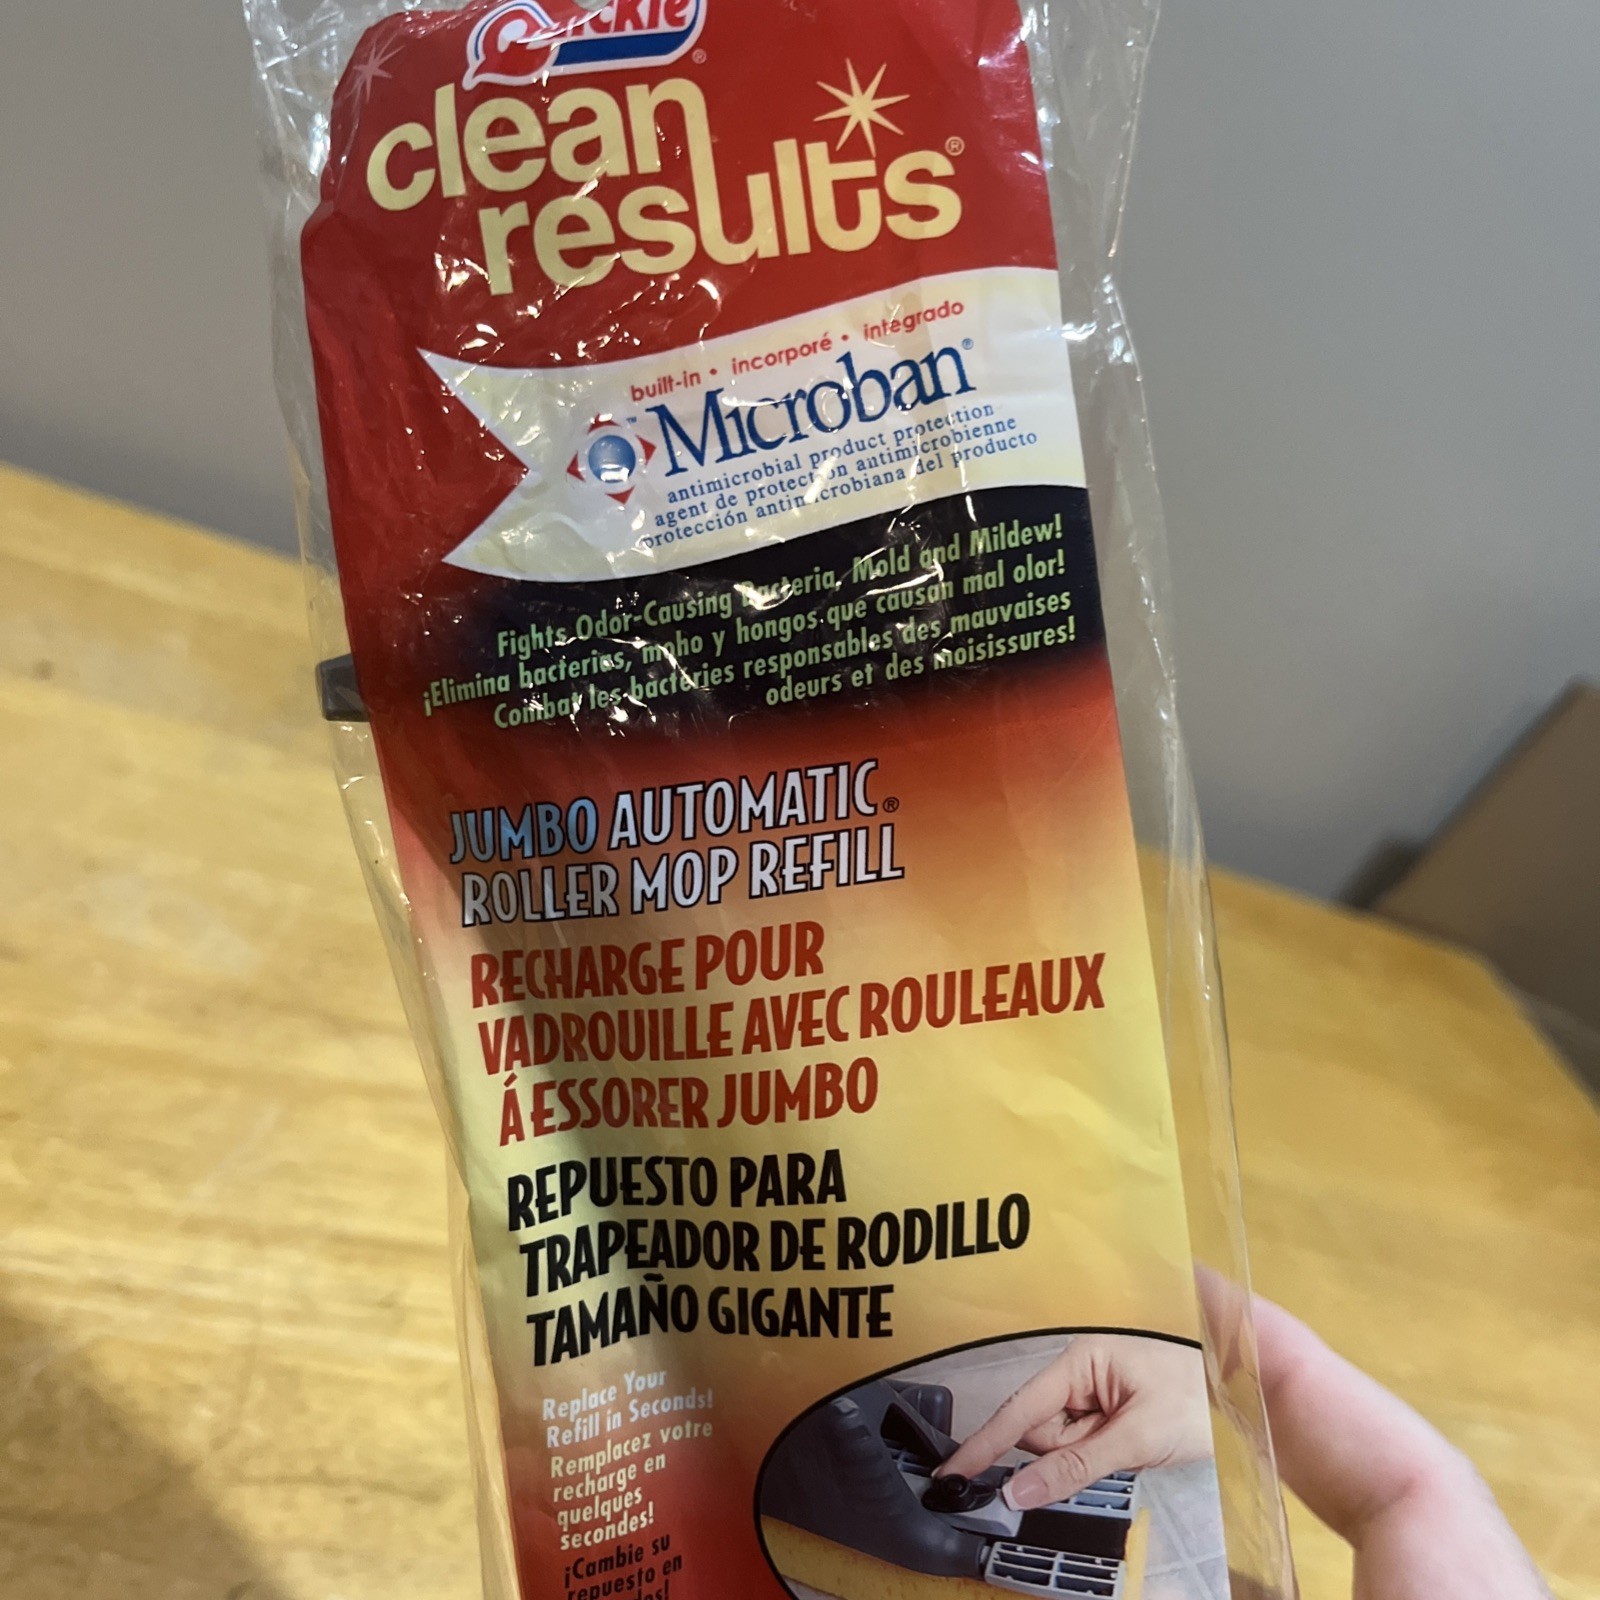 Quickie®
clean
results®
built-in • incorporé • integrado
Microban®
antimicrobial product protection
agent de protection antimicrobienne
protección antimicrobiana del producto
Fights Odor-Causing Bacteria, Mold and Mildew!
¡Elimina bacterias, moho y hongos que causan mal olor!
Combat les bactéries responsables des mauvaises
odeurs et des moisissures!
JUMBO AUTOMATIC®
ROLLER MOP REFILL
RECHARGE POUR
VADROUILLE AVEC ROULEAUX
Á ESSORER JUMBO
REPUESTO PARA
TRAPEADOR DE RODILLO
TAMAÑO GIGANTE
Replace Your
Refill in Seconds!
Remplacez votre
recharge en
quelques
secondes!
¡Cambie su
repuesto en